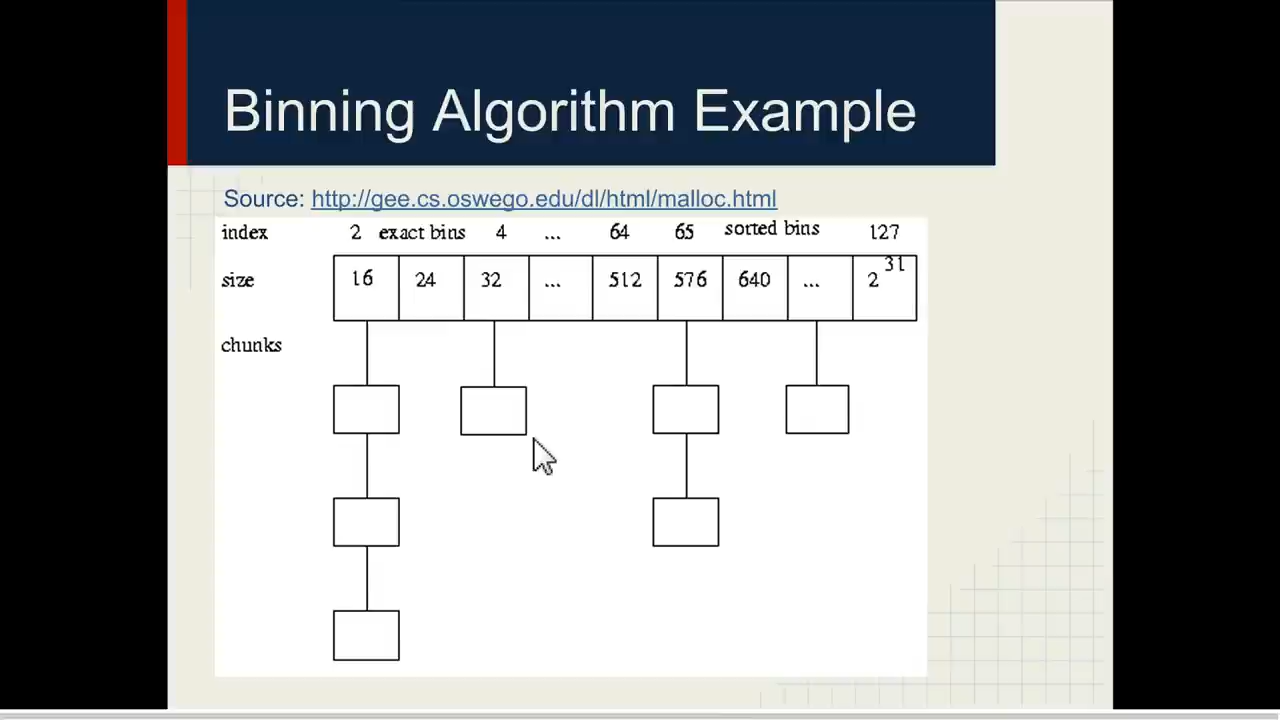 Binning Algorithm Example
Source: http://gee.cs.oswego.edu/dl/html/malloc.html
index 2 exact bins 4 ... 64 65 sorted bins 127
size 16 24 32 ... 512 576 640 ... 2^31
chunks